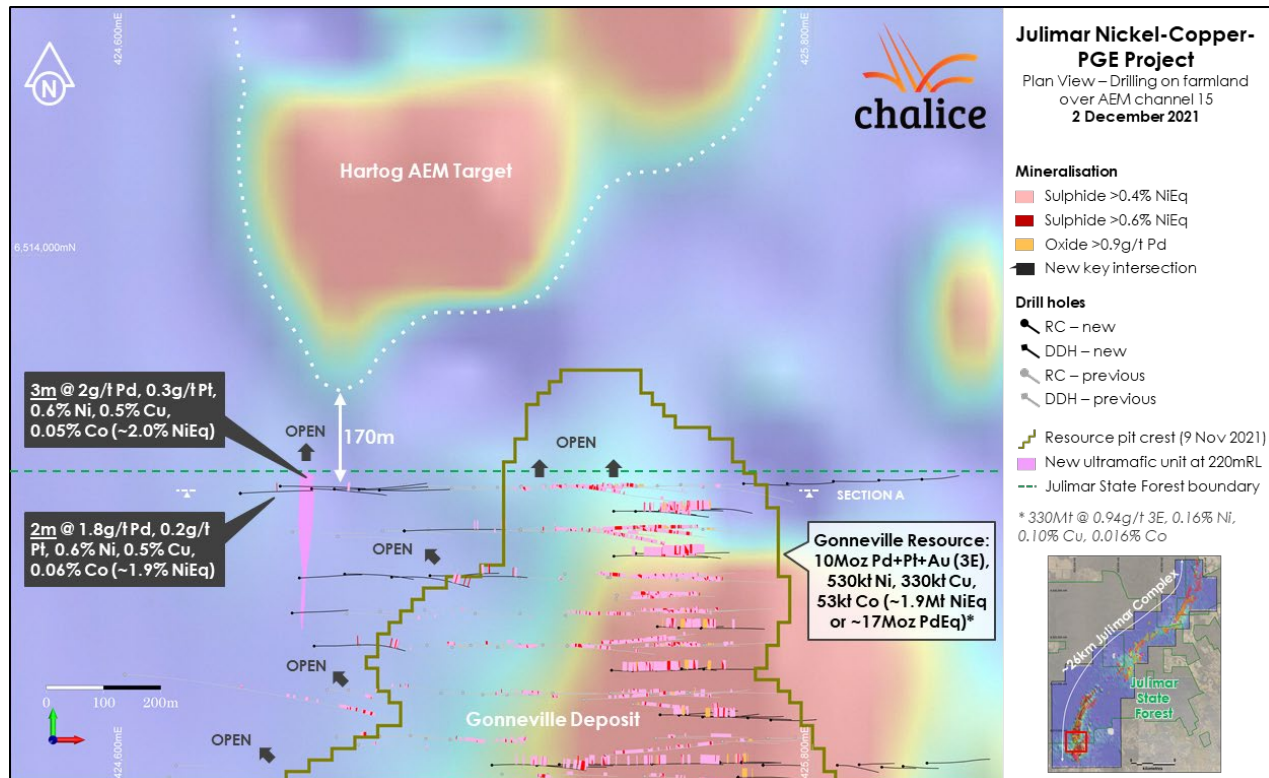 424,600mE
425,800mE
N
chalice
Hartog AEM Target
6,514,000mN
3m @ 2g/t Pd, 0.3g/t Pt,
0.6% Ni, 0.5% Cu,
0.05% Co (~2.0% NiEq)
OPEN
170m
OPEN
SECTION A
2m @ 1.8g/t Pd, 0.2g/t
Pt, 0.6% Ni, 0.5% Cu,
0.06% Co (~1.9% NiEq)
OPEN
Gonneville Resource:
10Moz Pd+Pt+Au (3E),
530kt Ni, 330kt Cu,
53kt Co (~1.9Mt NiEq
or ~17Moz PdEq)*
OPEN
0
100
200m
Gonneville Deposit
OPEN
424,600mE
425,800mE
Julimar Nickel-Copper-
PGE Project
Plan View – Drilling on farmland
over AEM channel 15
2 December 2021
Mineralisation
Sulphide >0.4% NiEq
Sulphide >0.6% NiEq
Oxide >0.9g/t Pd
New key intersection
Drill holes
RC – new
DDH – new
RC – previous
DDH – previous
Resource pit crest (9 Nov 2021)
New ultramafic unit at 220mRL
Julimar State Forest boundary
* 330Mt @ 0.94g/t 3E, 0.16% Ni,
0.10% Cu, 0.016% Co
~26km Julimar Complex
Julimar
State
Forest